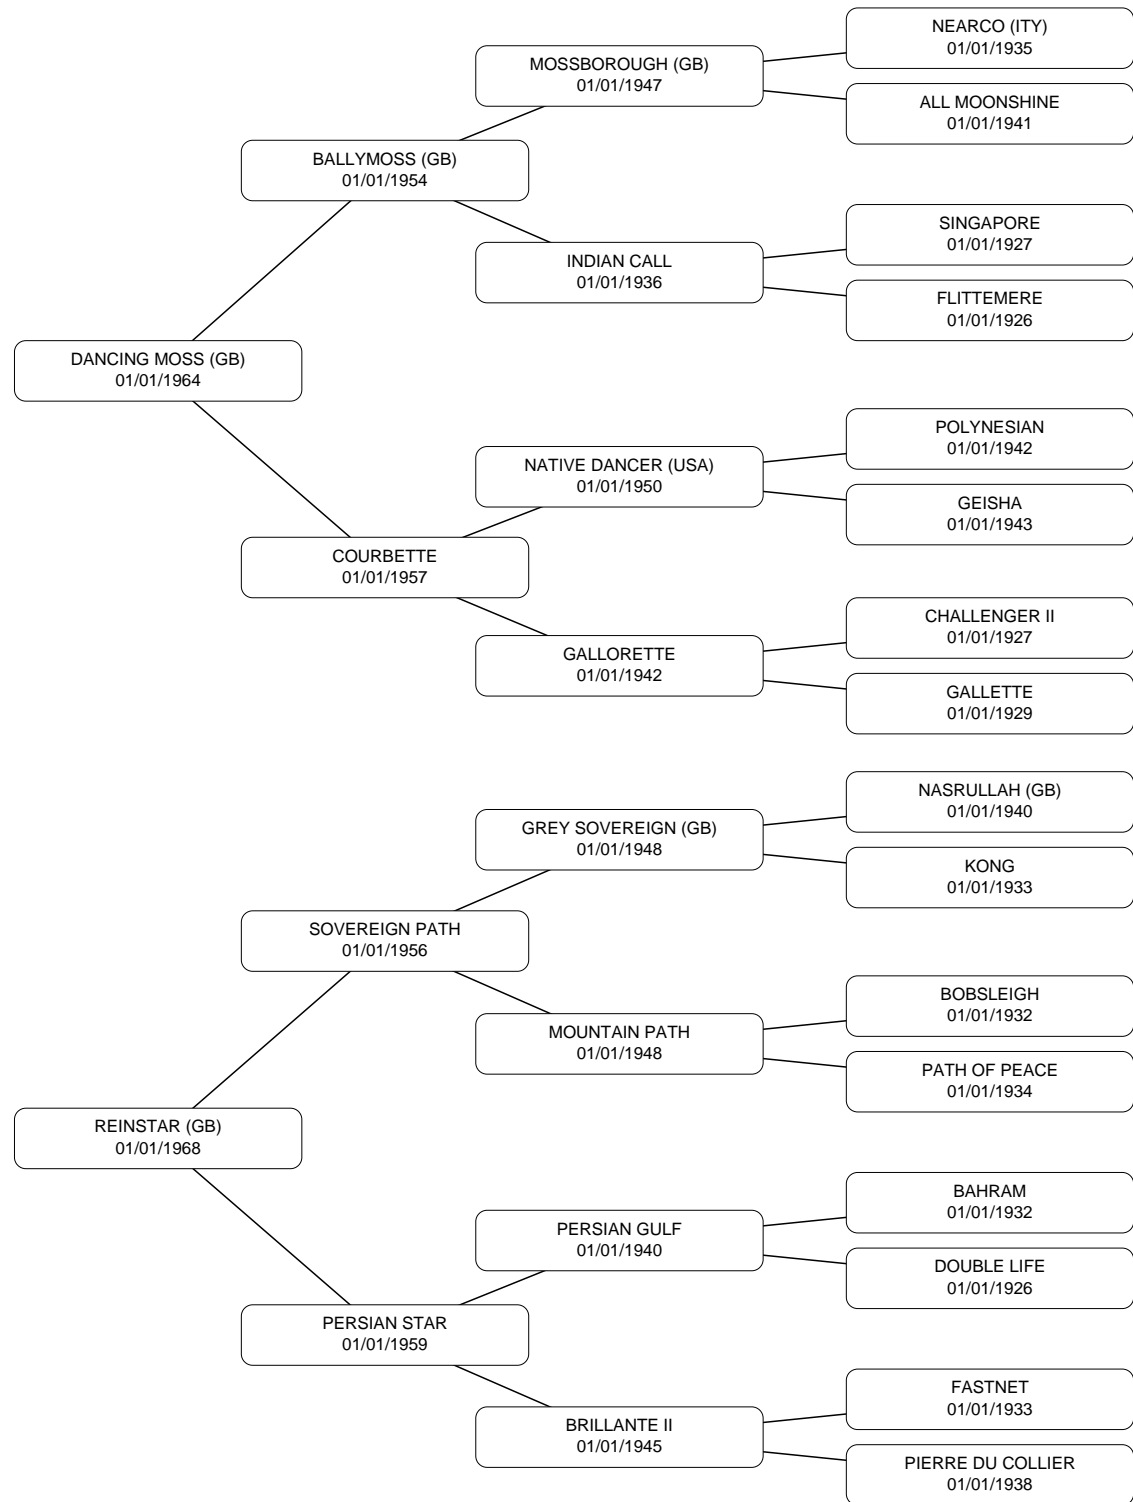 NEARCO (ITY)
01/01/1935
MOSSBOROUGH (GB)
01/01/1947
ALL MOONSHINE
01/01/1941
BALLYMOSS (GB)
01/01/1954
SINGAPORE
01/01/1927
INDIAN CALL
01/01/1936
FLITTEMERE
01/01/1926
DANCING MOSS (GB)
01/01/1964
POLYNESIAN
01/01/1942
NATIVE DANCER (USA)
01/01/1950
GEISHA
01/01/1943
COURBETTE
01/01/1957
CHALLENGER II
01/01/1927
GALLORETTE
01/01/1942
GALLETTE
01/01/1929
NASRULLAH (GB)
01/01/1940
GREY SOVEREIGN (GB)
01/01/1948
KONG
01/01/1933
SOVEREIGN PATH
01/01/1956
BOBSLEIGH
01/01/1932
MOUNTAIN PATH
01/01/1948
PATH OF PEACE
01/01/1934
REINSTAR (GB)
01/01/1968
BAHRAM
01/01/1932
PERSIAN GULF
01/01/1940
DOUBLE LIFE
01/01/1926
PERSIAN STAR
01/01/1959
FASTNET
01/01/1933
BRILLANTE II
01/01/1945
PIERRE DU COLLIER
01/01/1938